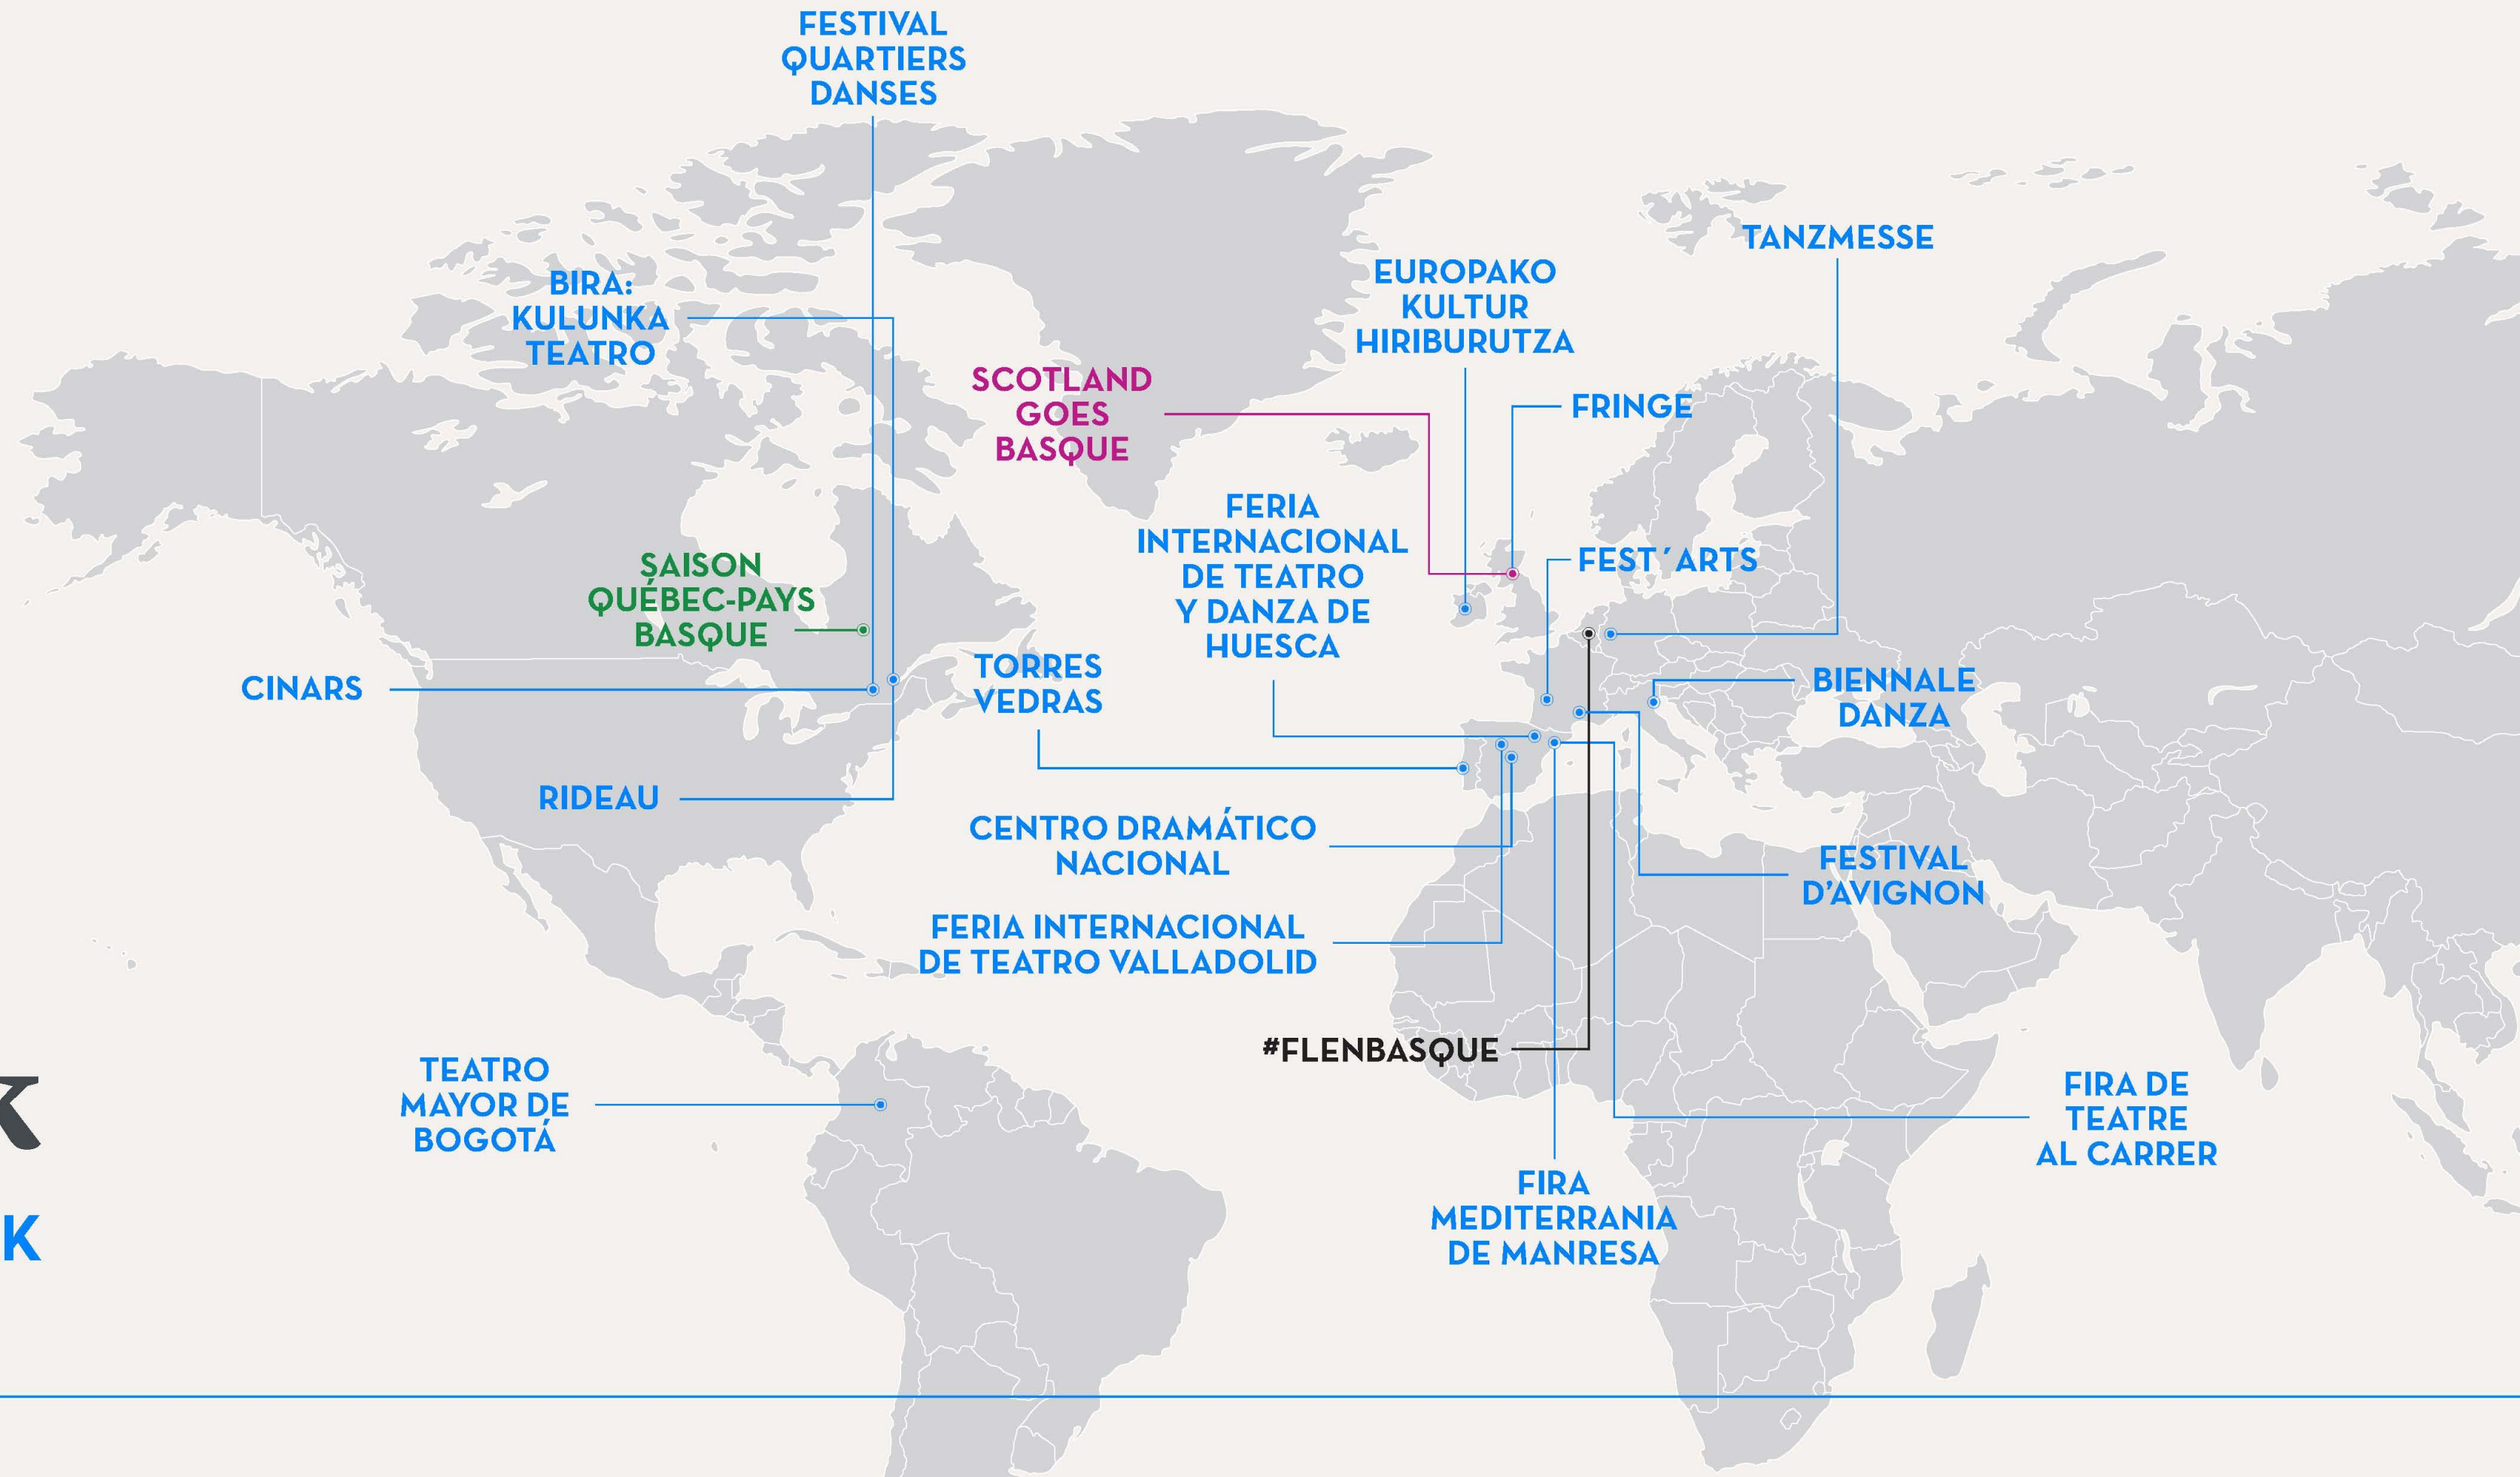 FESTIVAL
QUARTIERS
DANSES
TANZMESSE
BIRA:
KULUNKA
TEATRO
EUROPAKO
KULTUR
HIRIBURUTZA
SCOTLAND
GOES
BASQUE
FRINGE
FERIA
INTERNACIONAL
DE TEATRO
Y DANZA DE
HUESCA
FEST´ARTS
SAISON
QUÉBEC-PAYS
BASQUE
CINARS
TORRES
VEDRAS
BIENNALE
DANZA
RIDEAU
CENTRO DRAMÁTICO
NACIONAL
FESTIVAL
D’AVIGNON
FERIA INTERNACIONAL
DE TEATRO VALLADOLID
#FLENBASQUE
TEATRO
MAYOR DE
BOGOTÁ
FIRA DE
TEATRE
AL CARRER
FIRA
MEDITERRANIA
DE MANRESA
K
K